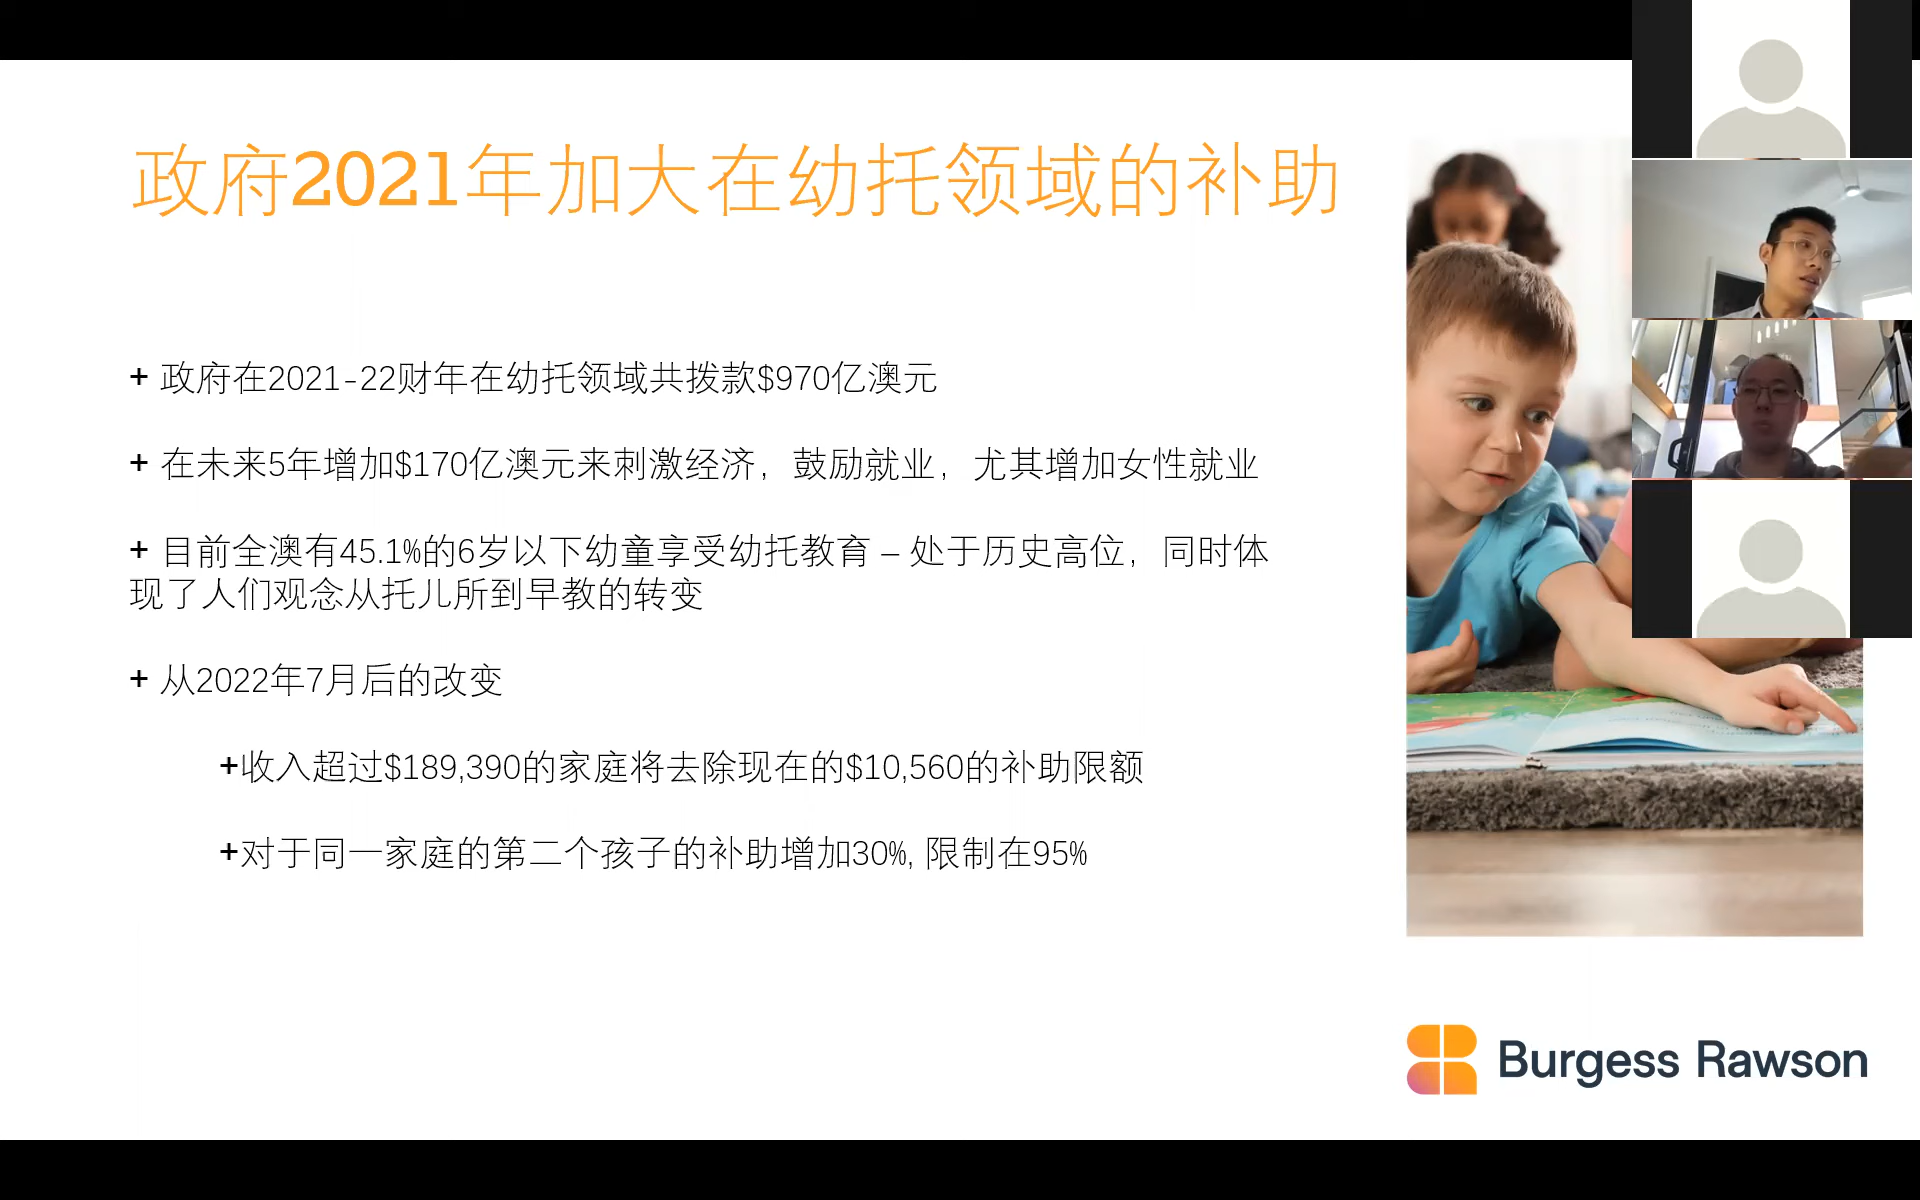 政府2021年加大在幼托领域的补助
+ 政府在2021-22财年在幼托领域共拨款$970亿澳元
+ 在未来5年增加$170亿澳元来刺激经济，鼓励就业，尤其增加女性就业
+ 目前全澳有45.1%的6岁以下幼童享受幼托教育 – 处于历史高位，同时体
现了人们观念从托儿所到早教的转变
+ 从2022年7月后的改变
+收入超过$189,390的家庭将去除现在的$10,560的补助限额
+对于同一家庭的第二个孩子的补助增加30%, 限制在95%
Burgess Rawson